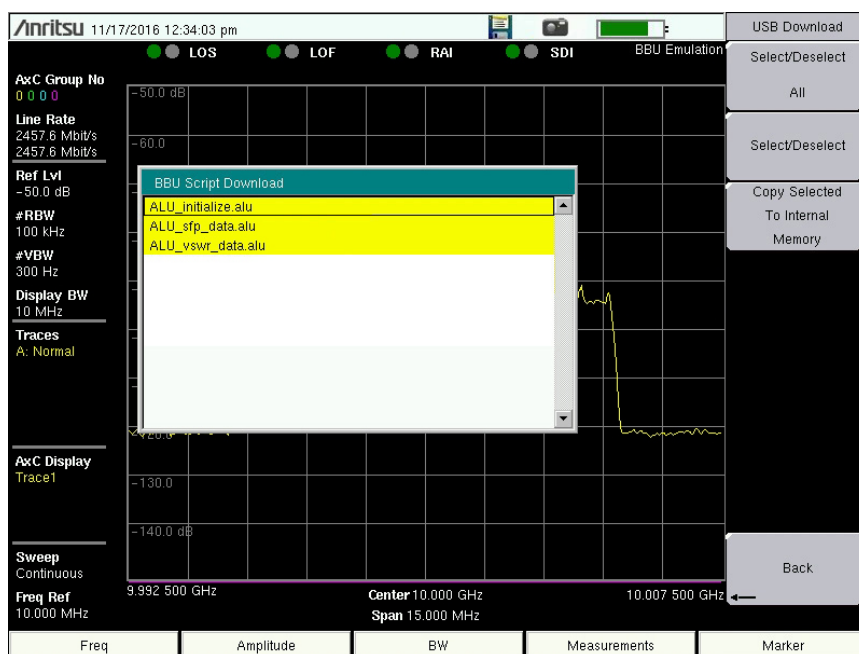 Anritsu 11/17/2016 12:34:03 pm
USB Download
LOS LOF RAI SDI BBU Emulation
Select/Deselect
All
Select/Deselect
Copy Selected
To Internal
Memory
Back
AxC Group No
0 0 0 0
Line Rate
2457.6 Mbit/s
2457.6 Mbit/s
Ref Lvl
-50.0 dB
#RBW
100 kHz
#VBW
300 Hz
Display BW
10 MHz
Traces
A: Normal
AxC Display
Trace1
Sweep
Continuous
Freq Ref
10.000 MHz
-50.0 dB
-60.0
BBU Script Download
ALU_initialize.alu
ALU_sfp_data.alu
ALU_vswr_data.alu
-130.0
-140.0 dB
9.992 500 GHz
Center 10.000 GHz
10.007 500 GHz
Span 15.000 MHz
Freq
Amplitude
BW
Measurements
Marker